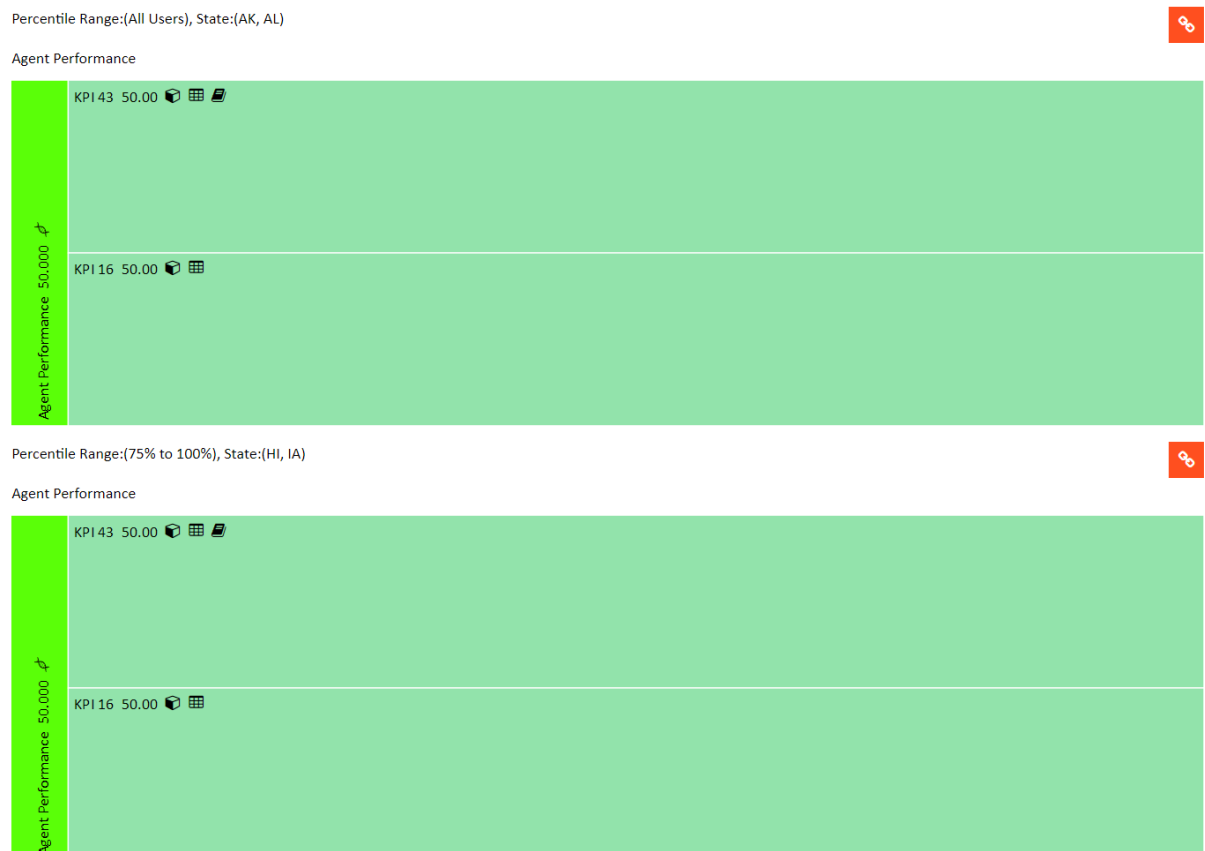 Percentile Range:(All Users), State:(AK, AL)
Agent Performance
KPI 43 50.00
Agent Performance 50.000
KPI 16 50.00
Percentile Range:(75% to 100%), State:(HI, IA)
Agent Performance
KPI 43 50.00
Agent Performance 50.000
KPI 16 50.00